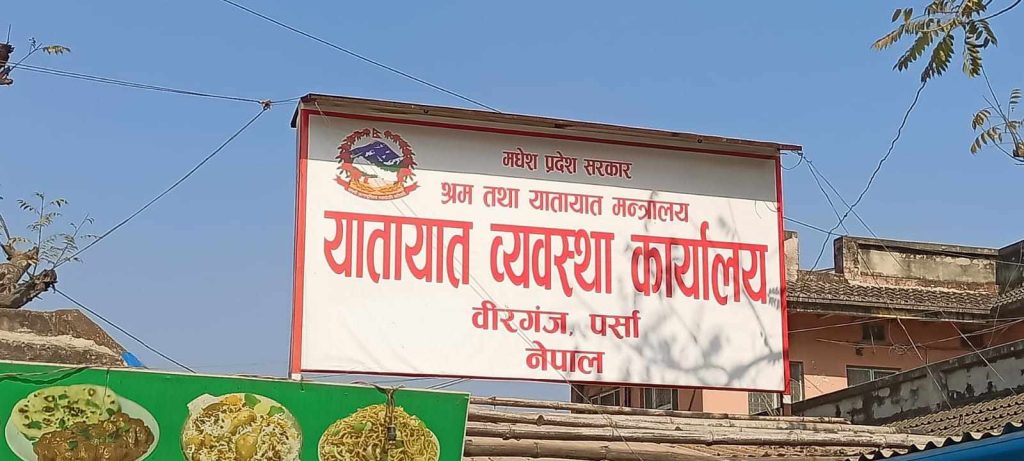 मधेश प्रदेश सरकार
श्रम तथा यातायात मन्त्रालय
यातायात व्यवस्था कार्यालय
वीरगंज, पर्सा
नेपाल